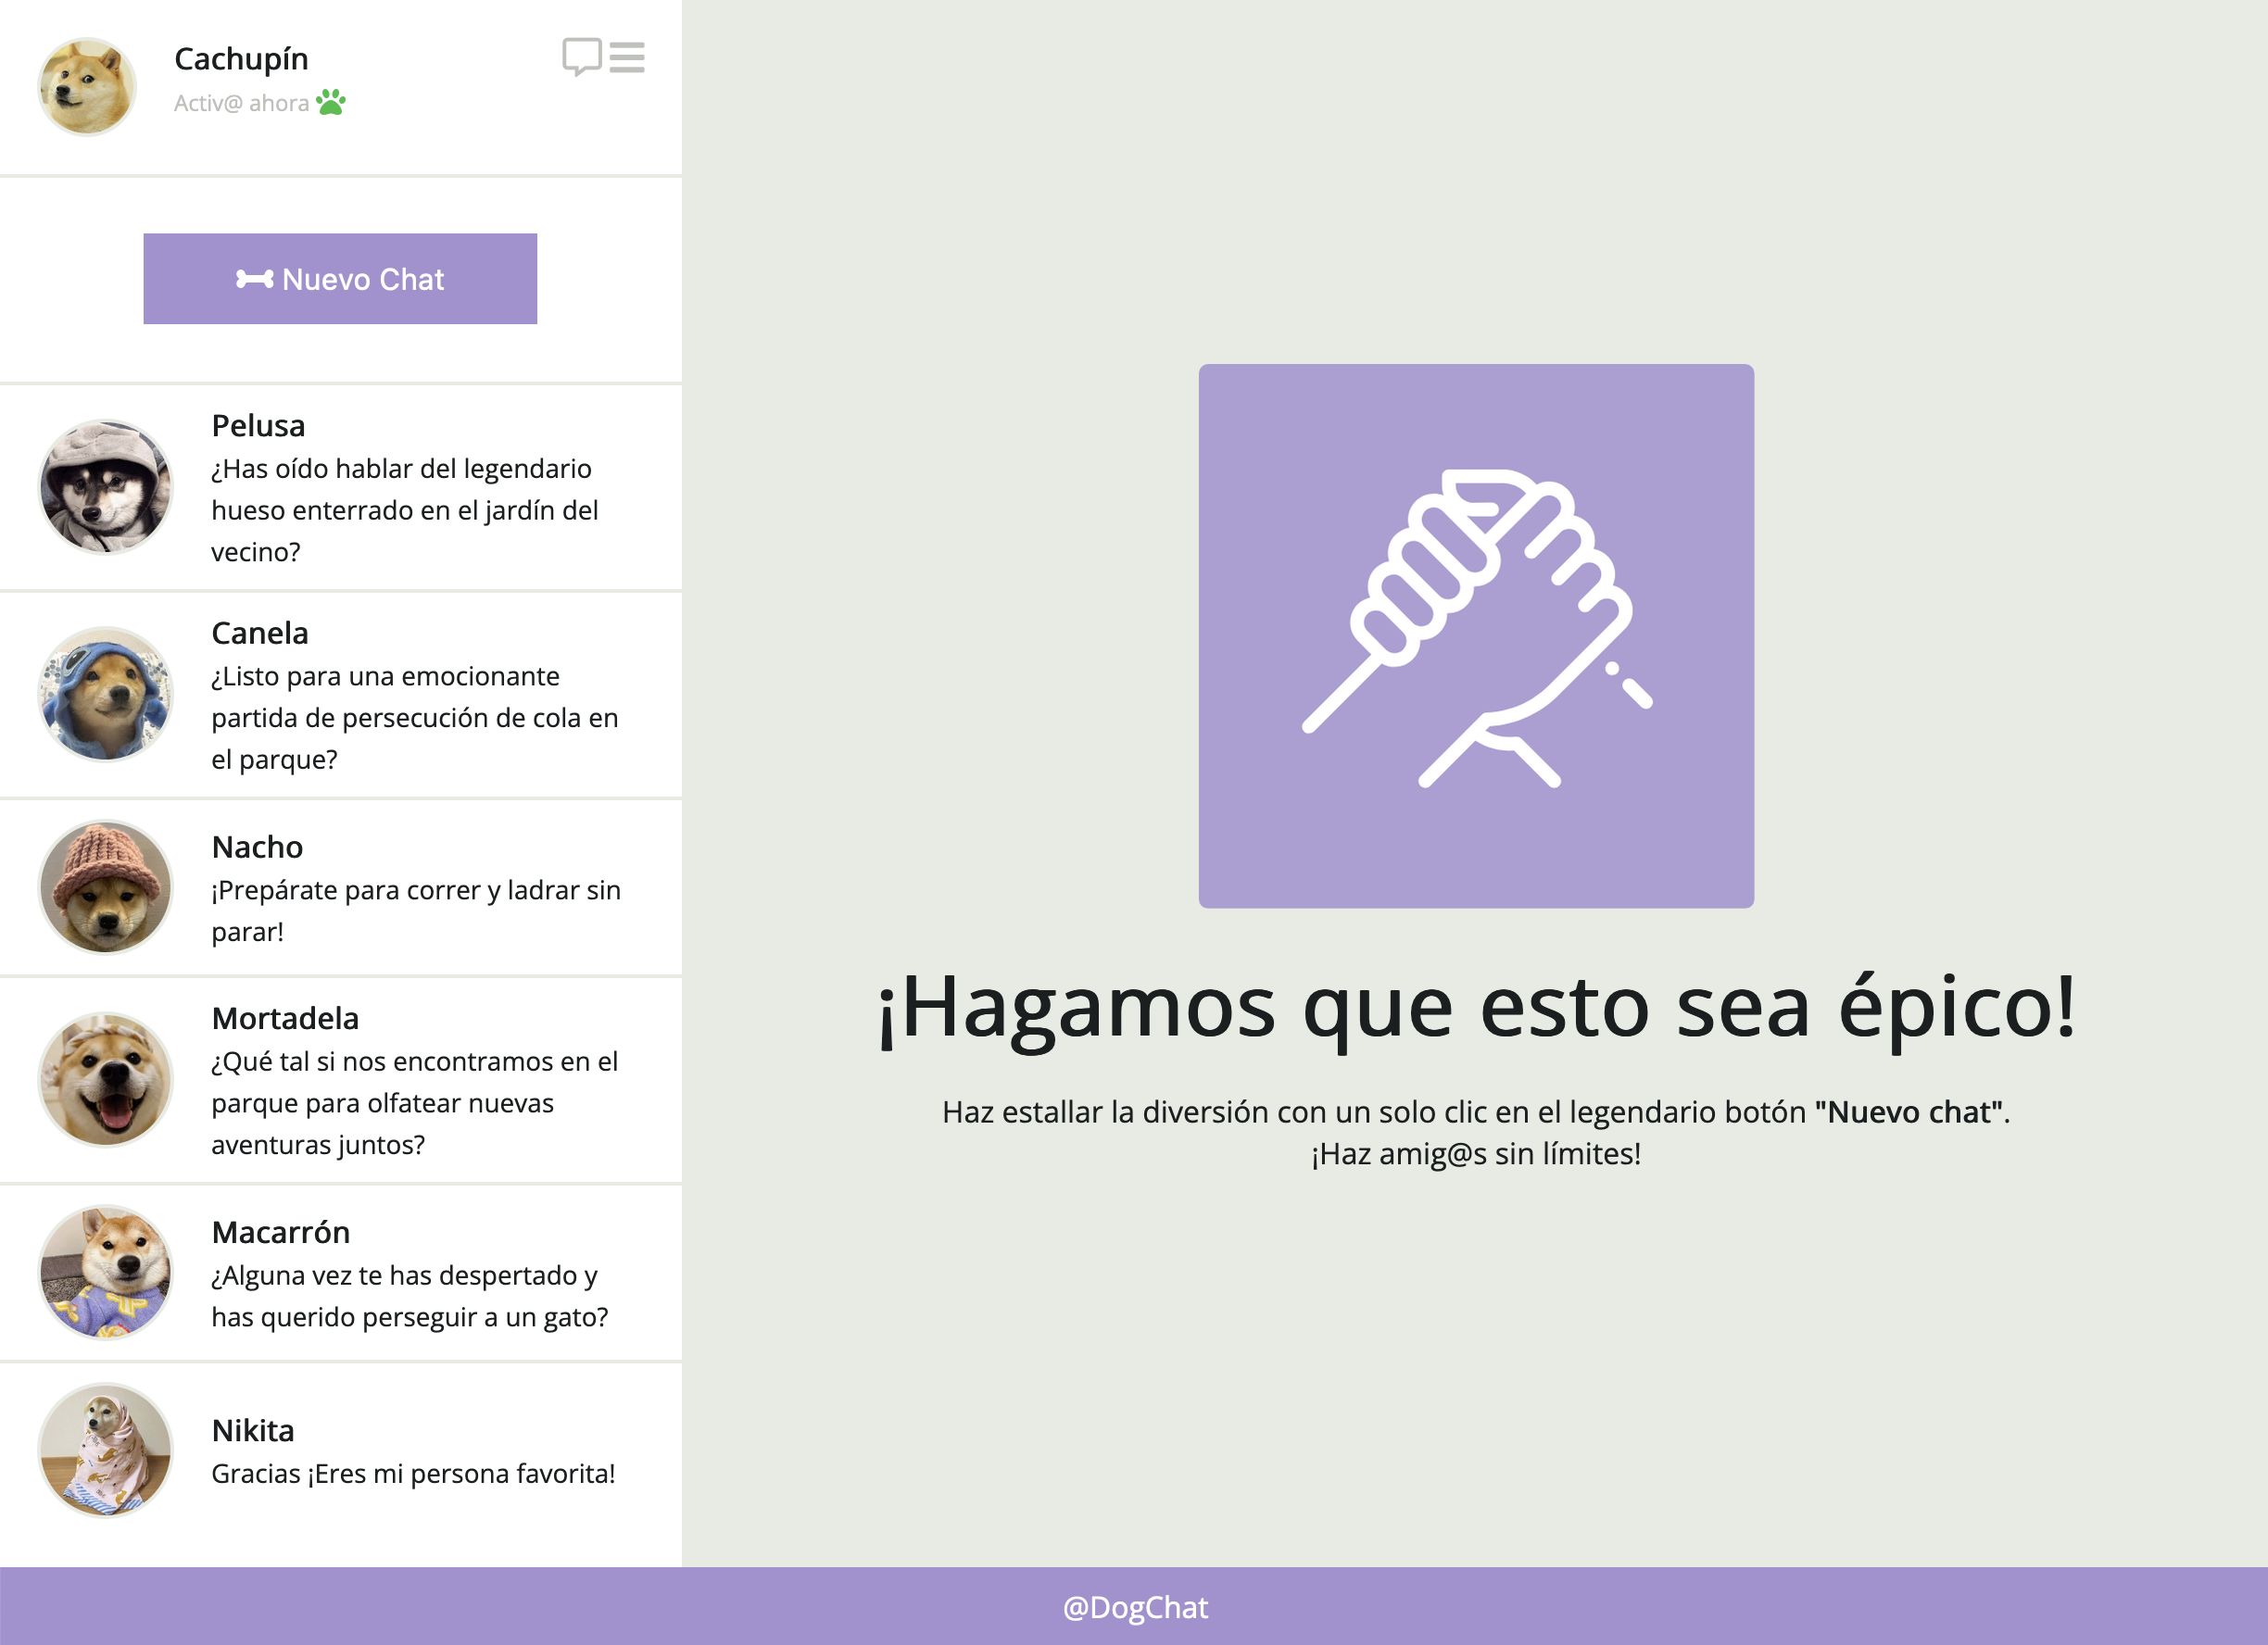 Cachupín
Activ@ ahora
Nuevo Chat
Pelusa
¿Has oído hablar del legendario
hueso enterrado en el jardín del
vecino?
Canela
¿Listo para una emocionante
partida de persecución de cola en
el parque?
Nacho
¡Prepárate para correr y ladrar sin
parar!
Mortadela
¿Qué tal si nos encontramos en el
parque para olfatear nuevas
aventuras juntos?
Macarrón
¿Alguna vez te has despertado y
has querido perseguir a un gato?
Nikita
Gracias ¡Eres mi persona favorita!
¡Hagamos que esto sea épico!
Haz estallar la diversión con un solo clic en el legendario botón "Nuevo chat".
¡Haz amig@s sin límites!
@DogChat